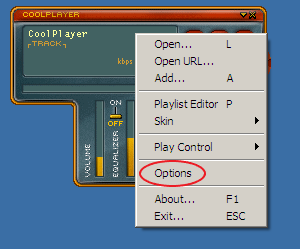 COOLPLAYER
CoolPlayer
TRACK
kbps
ON
OFF
VOLUME
EQUALIZER
Open... L
Open URL...
Add... A
Playlist Editor P
Skin
Play Control
Options
About... F1
Exit... ESC